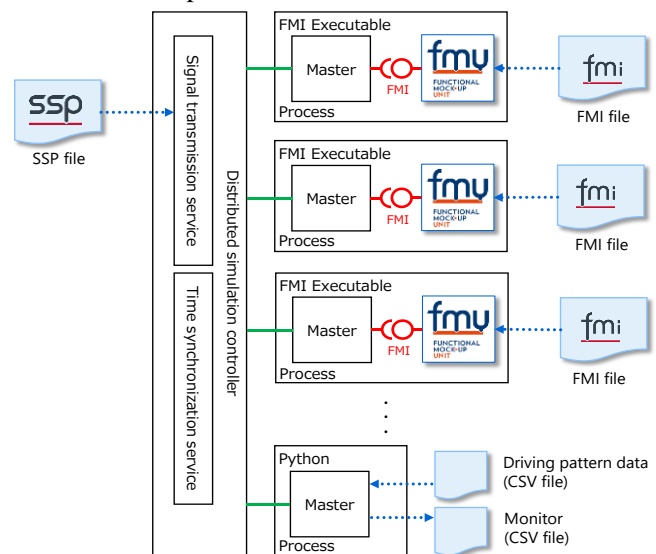 ssp
SSP file
Signal transmission service
Time synchronization service
Distributed simulation controller
FMI Executable
Master
FMI
fmu
FUNCTIONAL
MOCK-UP
UNIT
Process
fmi
FMI file
FMI Executable
Master
FMI
fmu
FUNCTIONAL
MOCK-UP
UNIT
Process
fmi
FMI file
FMI Executable
Master
FMI
fmu
FUNCTIONAL
MOCK-UP
UNIT
Process
fmi
FMI file
Python
Master
Process
Driving pattern data
(CSV file)
Monitor
(CSV file)